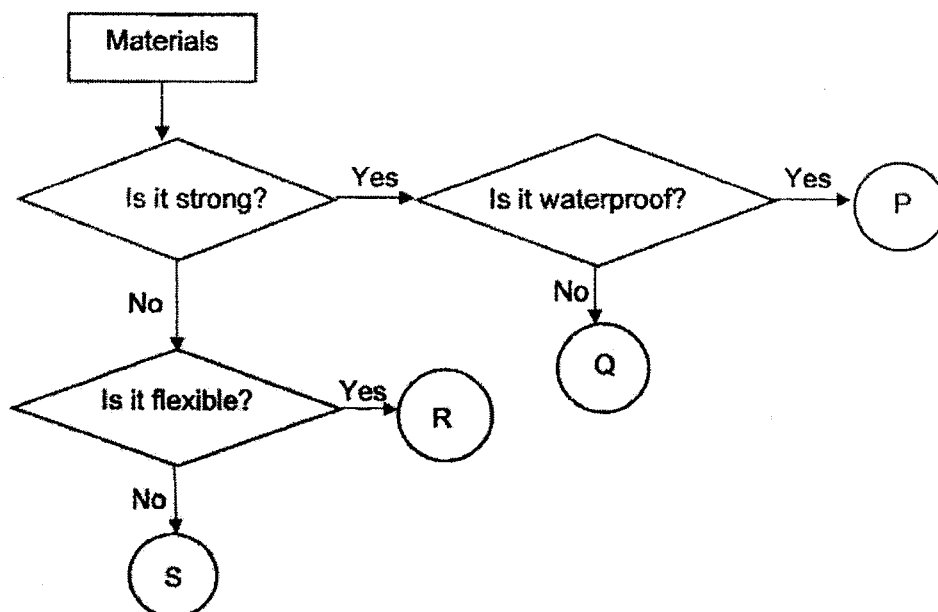 Materials
Is it strong?
Yes
Is it waterproof?
Yes
P
No
No
Q
Is it flexible?
Yes
R
No
S